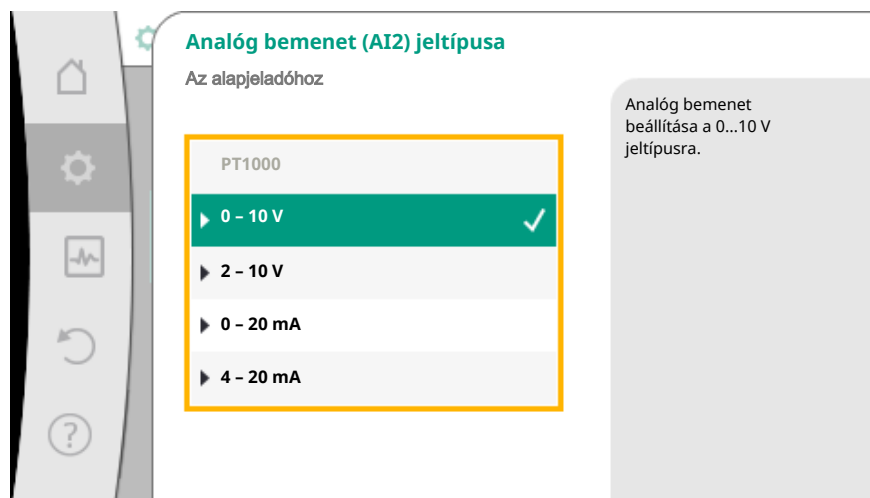 Analóg bemenet (AI2) jeltípusa
Az alapjeladóhoz
PT1000
0 – 10 V
2 – 10 V
0 – 20 mA
4 – 20 mA
Analóg bemenet
beállítása a 0...10 V
jeltípusra.
?